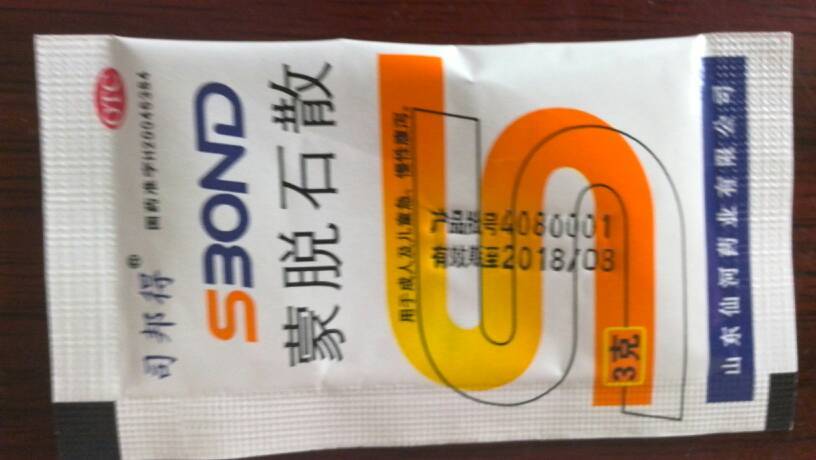 OTC
国药准字H20046384
司邦得®
SBOND
蒙脱石散
用于成人及儿童急、慢性腹泻。
产品批号4080001
有效期至2018/08
3克
山东仙河药业有限公司